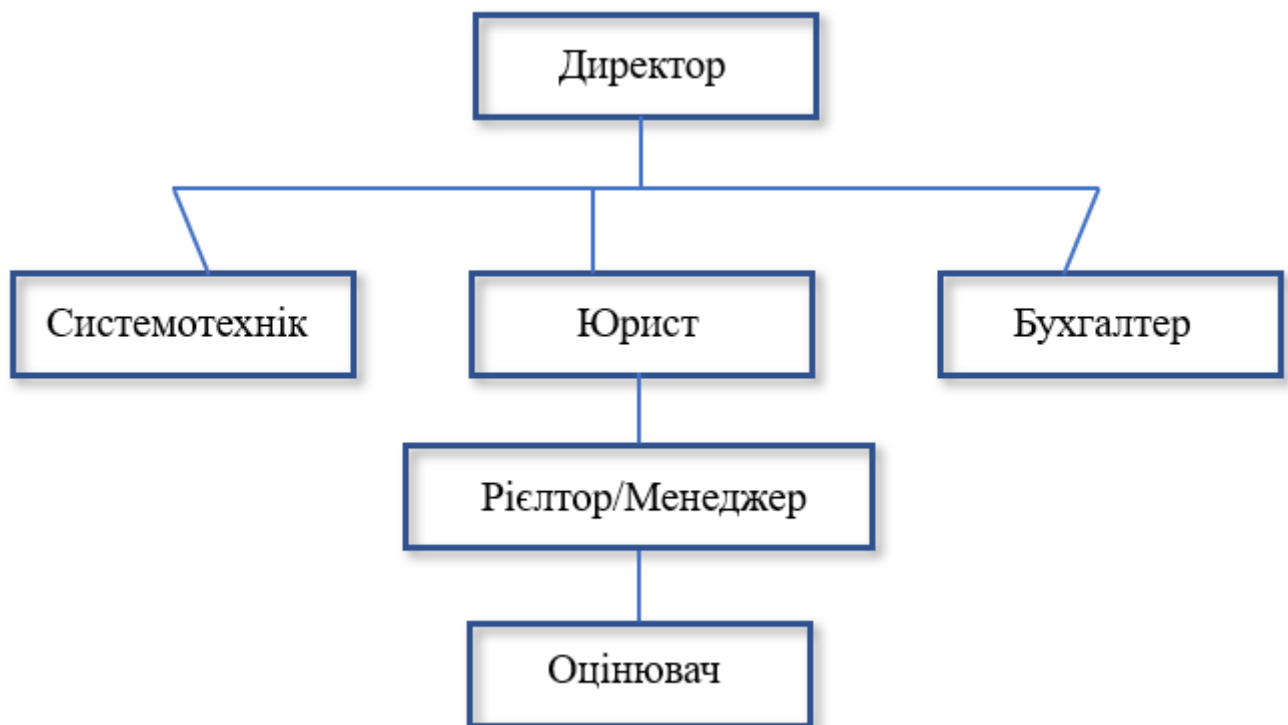 Директор
Системотехнік
Юрист
Бухгалтер
Рієлтор/Менеджер
Оцінювач